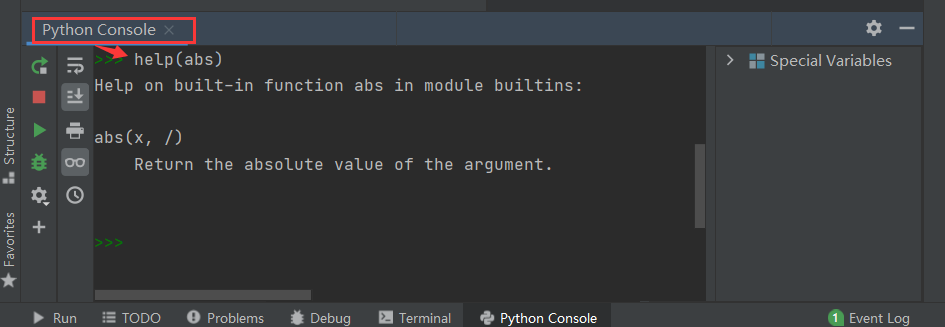 Python Console
>>> help(abs)
Help on built-in function abs in module builtins:
abs(x, /)
Return the absolute value of the argument.
>>>
Special Variables
Structure
Favorites
Run
TODO
Problems
Debug
Terminal
Python Console
1 Event Log